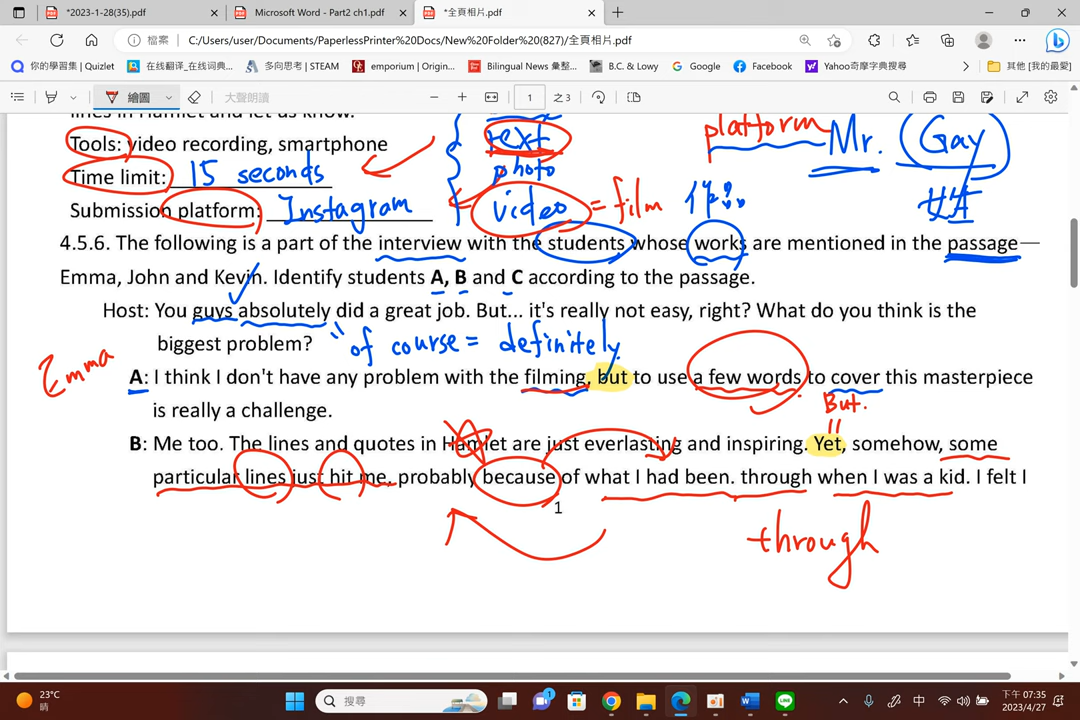 *2023-1-28(35).pdf
Microsoft Word - Part2 ch1.pdf
*全頁相片.pdf
檔案
C:/Users/user/Documents/PaperlessPrinter%20Docs/New%20Folder%20(827)/全頁相片.pdf
你的學習集 | Quizlet
在线翻译_在线词典...
多向思考 | STEAM
emporium | Origin...
Bilingual News 彙整...
B.C. & Lowy
Google
Facebook
Yahoo奇摩字典搜尋
其他 [我的最愛]
繪圖
大聲朗讀
1
之 3
lines in Hamlet and let us know.
Tools: video recording, smartphone
text
platform
Mr. Gay
Time limit: 15 seconds
photo
Submission platform: Instagram
video = film
4.5.6. The following is a part of the interview with the students whose works are mentioned in the passage—
Emma, John and Kevin. Identify students A, B and C according to the passage.
Host: You guys absolutely did a great job. But... it's really not easy, right? What do you think is the
biggest problem?
of course = definitely
Emma
A: I think I don't have any problem with the filming, but to use a few words to cover this masterpiece
is really a challenge.
But.
B: Me too. The lines and quotes in Hamlet are just everlasting and inspiring. Yet, somehow, some
particular lines just hit me, probably because of what I had been. through when I was a kid. I felt I
1
through
23°C
晴
搜尋
1
中
下午 07:35
2023/4/27